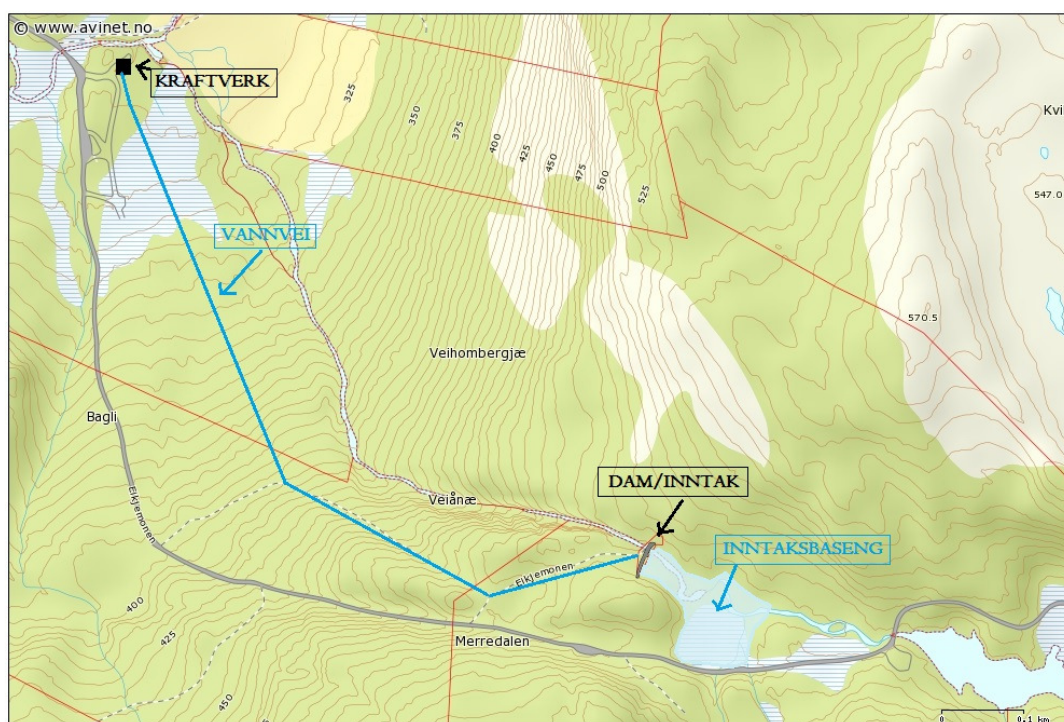 © www.avinet.no
KRAFTVERK
325
350
375
400
425
450
475
500
525
Kvi
547.0
VANNVEI
570.5
Veihombergjæ
Bagli
DAM/INNTAK
Veiånæ
Eikjemonen
INNTAKSBASENG
Eikjemonen
400
425
Merredalen
450
0
0.1 km